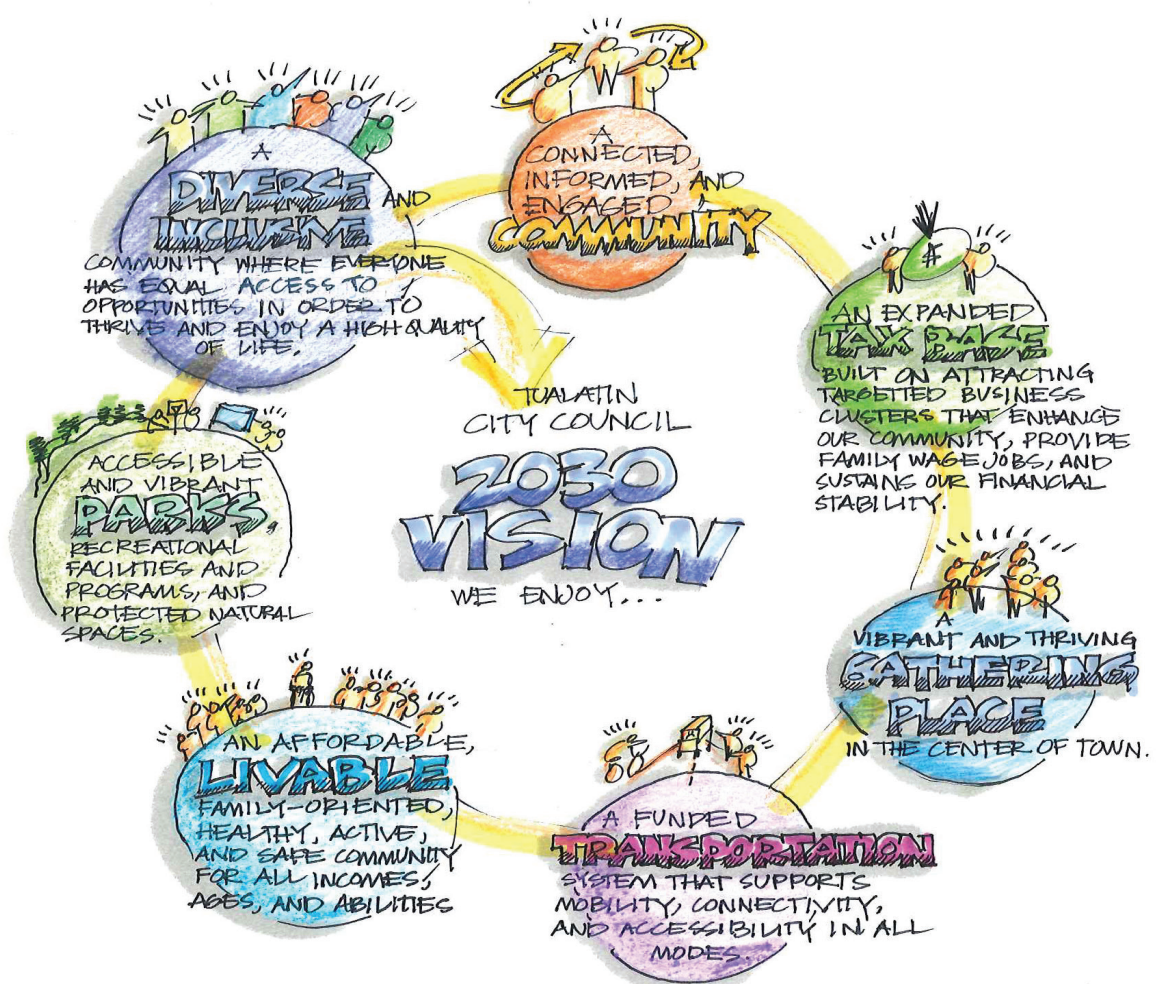 TUALATIN
CITY COUNCIL
2030
VISION
WE ENJOY...
A
CONNECTED,
INFORMED, AND
ENGAGED
COMMUNITY
AN EXPANDED
TAX BASE
BUILT ON ATTRACTING
TARGETTED BUSINESS
CLUSTERS THAT ENHANCE
OUR COMMUNITY, PROVIDE
FAMILY WAGE JOBS, AND
SUSTAINS OUR FINANCIAL
STABILITY.
A
VIBRANT AND THRIVING
GATHERING
PLACE
IN THE CENTER OF TOWN.
A FUNDED
TRANSPORTATION
SYSTEM THAT SUPPORTS
MOBILITY, CONNECTIVITY,
AND ACCESSIBILITY IN ALL
MODES.
AN AFFORDABLE,
LIVABLE
FAMILY-ORIENTED,
HEALTHY, ACTIVE,
AND SAFE COMMUNITY
FOR ALL INCOMES,
AGES, AND ABILITIES
ACCESSIBLE
AND VIBRANT
PARKS,
RECREATIONAL
FACILITIES AND
PROGRAMS, AND
PROTECTED NATURAL
SPACES.
A
DIVERSE AND
INCLUSIVE
COMMUNITY WHERE EVERYONE
HAS EQUAL ACCESS TO
OPPORTUNITIES IN ORDER TO
THRIVE AND ENJOY A HIGH QUALITY
OF LIFE.